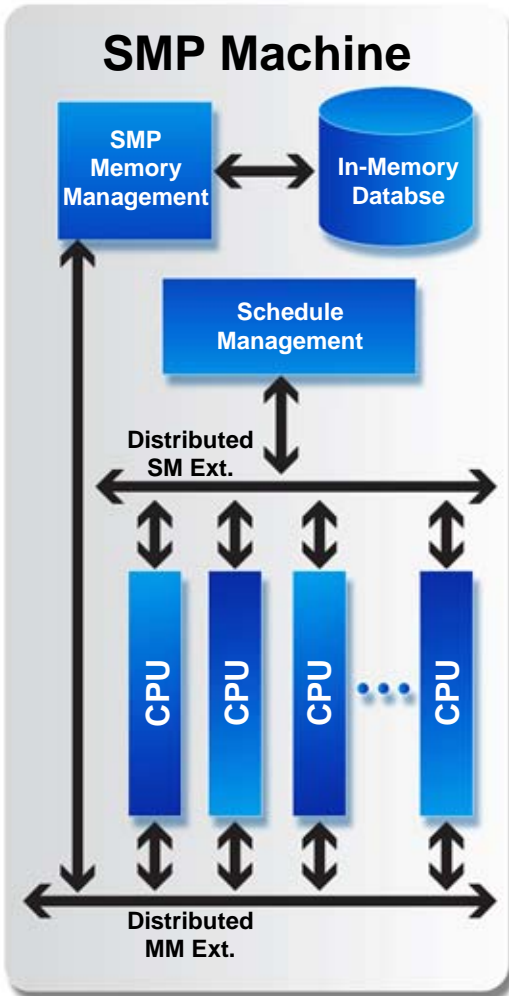 SMP Machine
SMP
Memory
Management
In-Memory
Databse
Schedule
Management
Distributed
SM Ext.
CPU
CPU
CPU
CPU
Distributed
MM Ext.